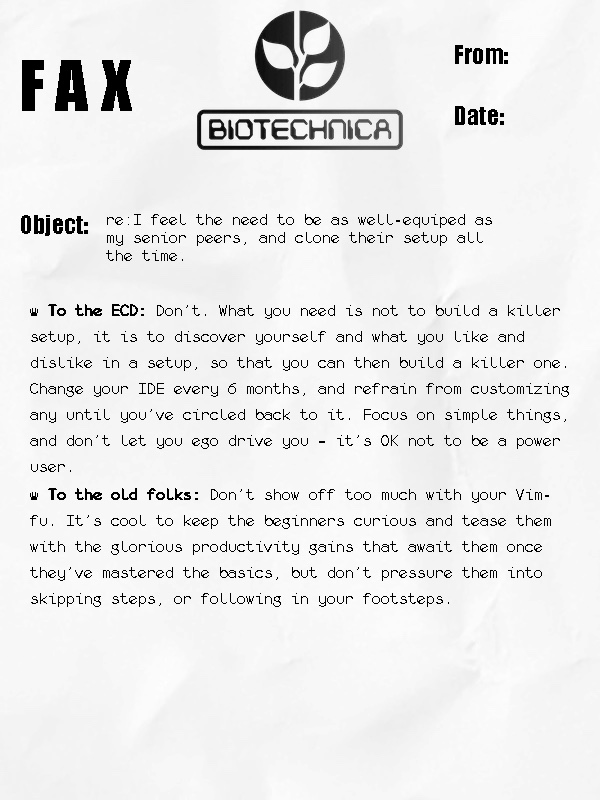 FAX
BIOTECHNICA
From:
Date:
Object: re:I feel the need to be as well-equiped as
my senior peers, and clone their setup all
the time.
To the ECD: Don't. What you need is not to build a killer
setup, it is to discover yourself and what you like and
dislike in a setup, so that you can then build a killer one.
Change your IDE every 6 months, and refrain from customizing
any until you've circled back to it. Focus on simple things,
and don't let you ego drive you - it's OK not to be a power
user.
To the old folks: Don't show off too much with your Vim-
fu. It's cool to keep the beginners curious and tease them
with the glorious productivity gains that await them once
they've mastered the basics, but don't pressure them into
skipping steps, or following in your footsteps.